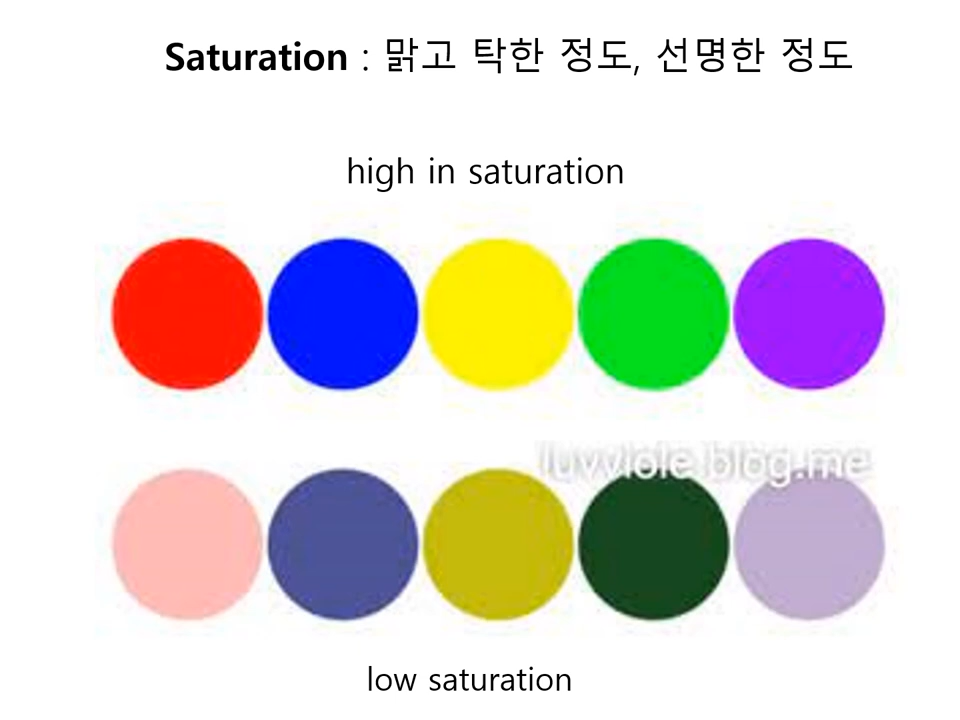 Saturation : 맑고 탁한 정도, 선명한 정도
high in saturation
luvviole.blog.me
low saturation